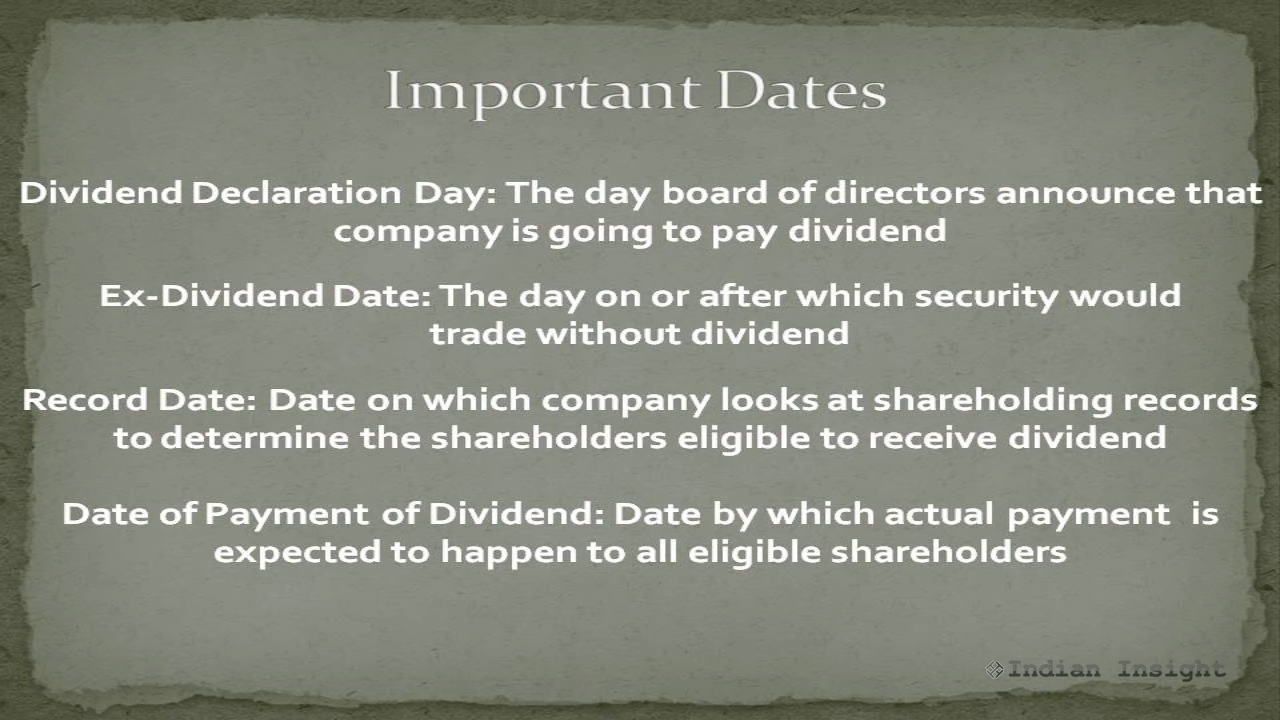 Important Dates
Dividend Declaration Day: The day board of directors announce that
company is going to pay dividend
Ex-Dividend Date: The day on or after which security would
trade without dividend
Record Date: Date on which company looks at shareholding records
to determine the shareholders eligible to receive dividend
Date of Payment of Dividend: Date by which actual payment is
expected to happen to all eligible shareholders
Indian Insight